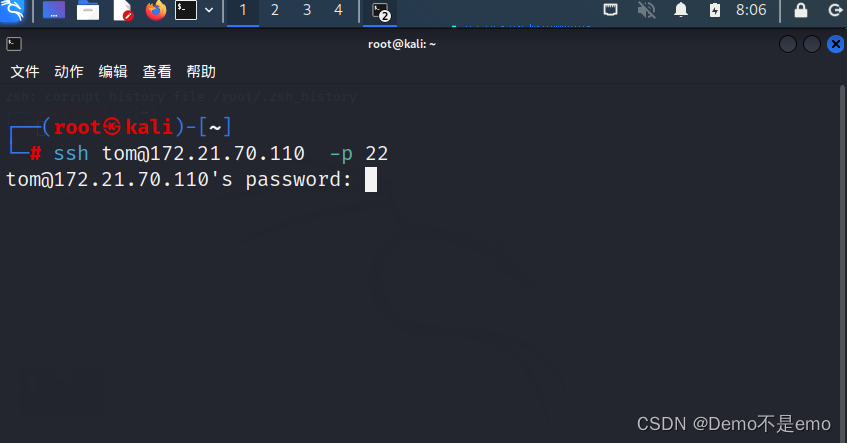 1 2 3 4 2 8:06
root@kali: ~
文件 动作 编辑 查看 帮助
zsh: corrupt history file /root/.zsh_history
(root㉿kali)-[~]
# ssh tom@172.21.70.110  -p 22
tom@172.21.70.110's password:
CSDN @Demo不是emo